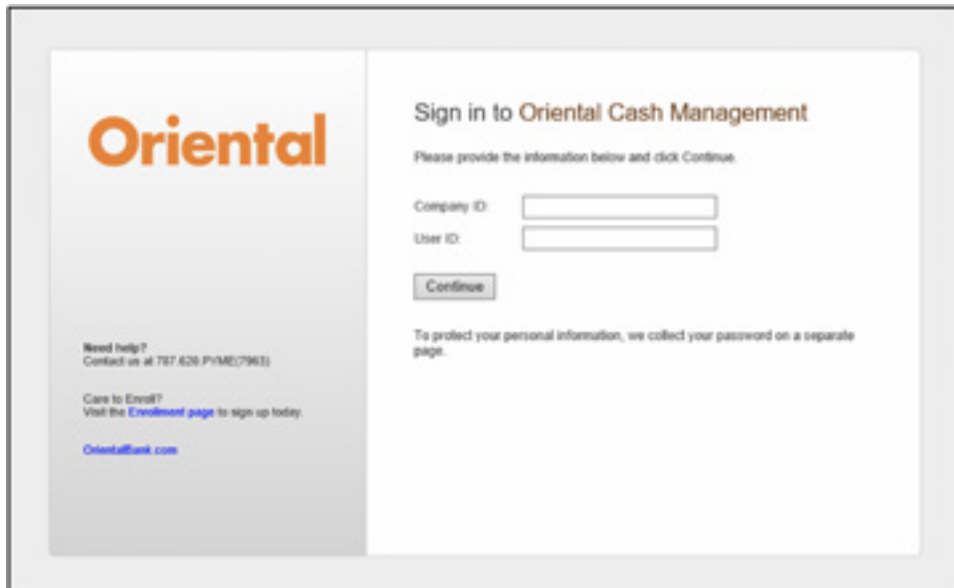 Oriental
Need help?
Contact us at 787.620.PYME(7963)
Care to Enroll?
Visit the Enrollment page to sign up today.
OrientalBank.com
Sign in to Oriental Cash Management
Please provide the information below and click Continue.
Company ID:
User ID:
Continue
To protect your personal information, we collect your password on a separate
page.